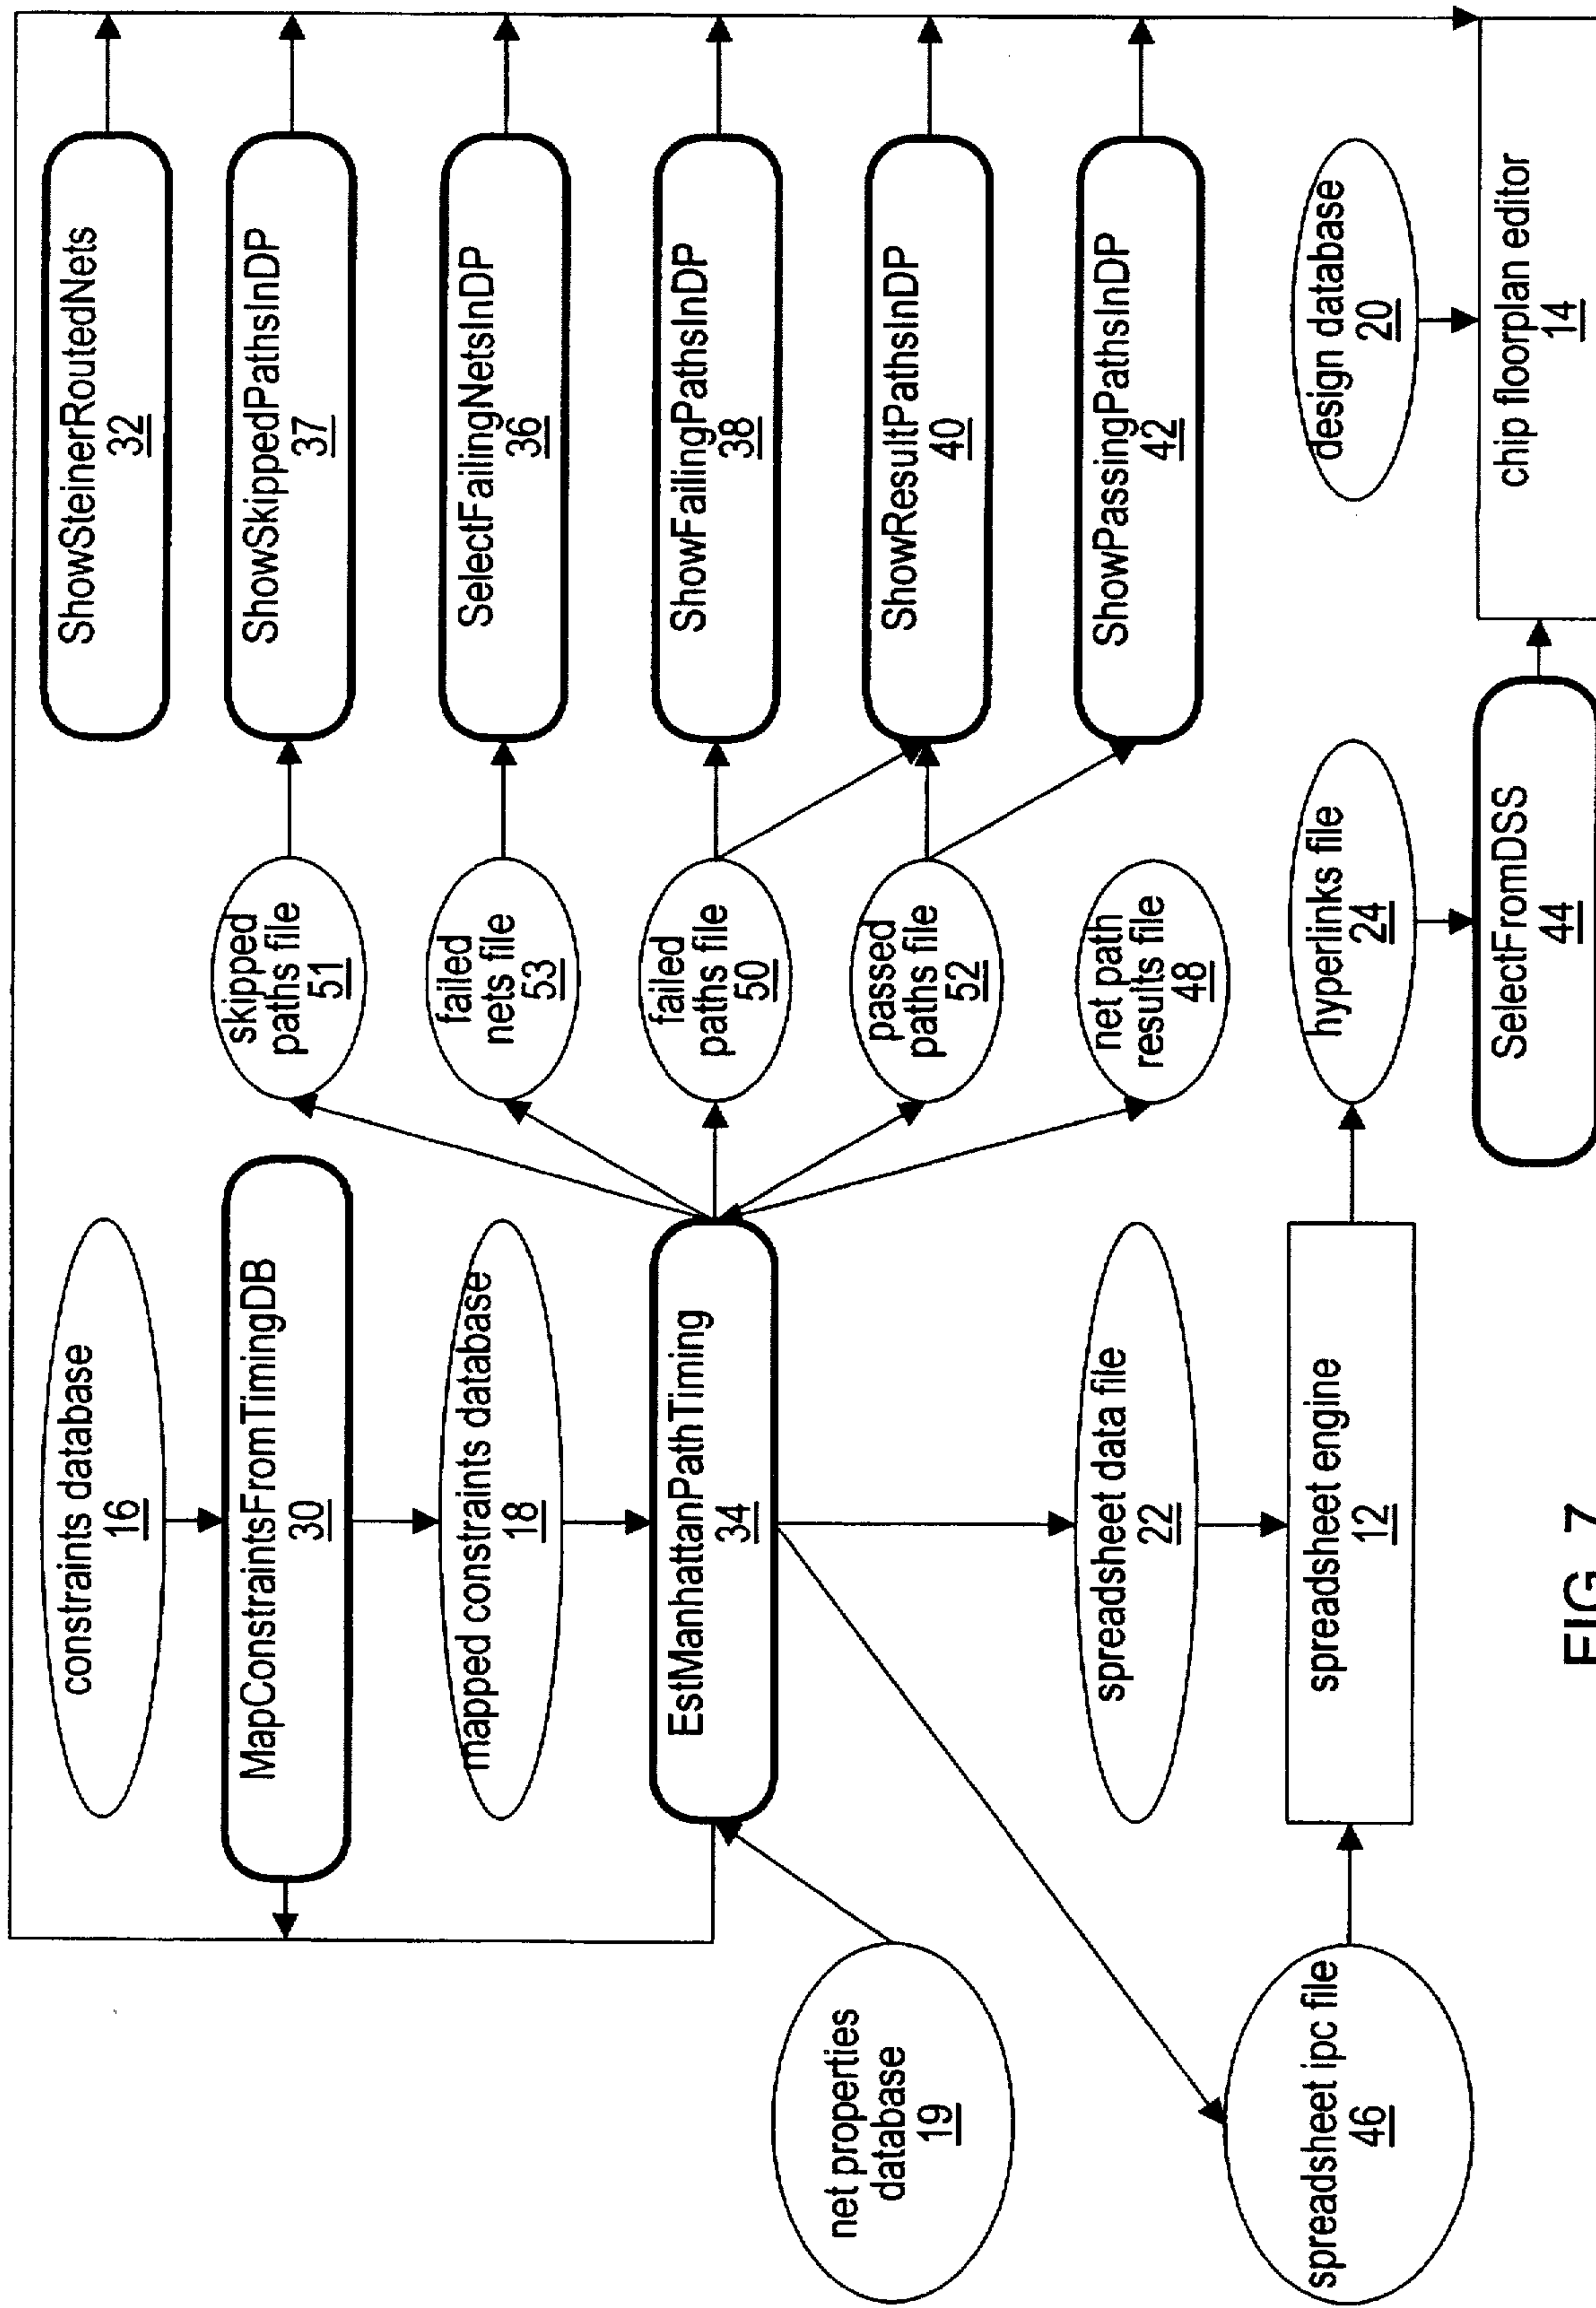 constraints database
16
MapConstraintsFromTimingDB
30
mapped constraints database
18
EstManhattanPathTiming
34
net properties
database
19
spreadsheet data file
22
spreadsheet engine
12
spreadsheet ipc file
46
skipped
paths file
51
failed
nets file
53
failed
paths file
50
passed
paths file
52
net path
results file
48
hyperlinks file
24
SelectFromDSS
44
ShowSteinerRoutedNets
32
ShowSkippedPathsInDP
37
SelectFailingNetsInDP
36
ShowFailingPathsInDP
38
ShowResultPathsInDP
40
ShowPassingPathsInDP
42
design database
20
chip floorplan editor
14
FIG. 7